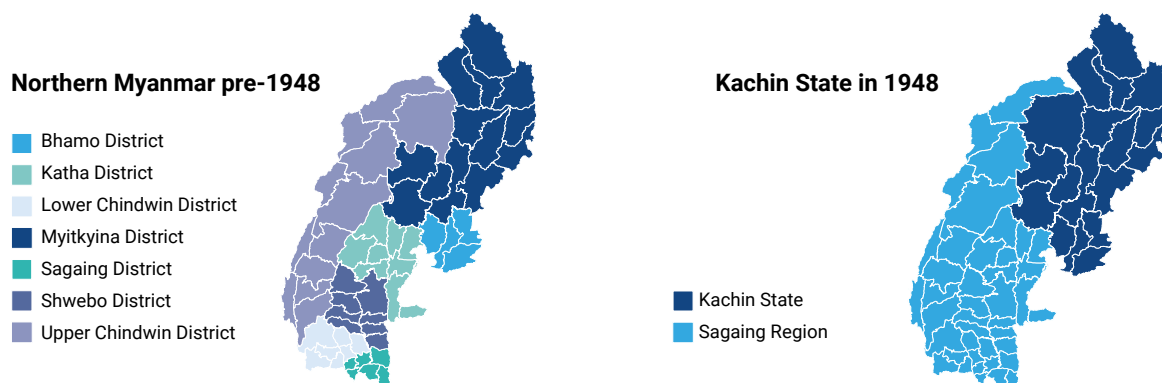 Northern Myanmar pre-1948
Bhamo District
Katha District
Lower Chindwin District
Myitkyina District
Sagaing District
Shwebo District
Upper Chindwin District
Kachin State in 1948
Kachin State
Sagaing Region